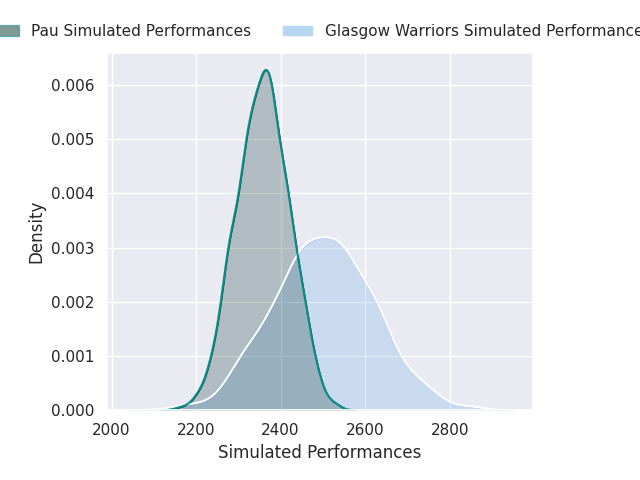 Pau Simulated Performances
Glasgow Warriors Simulated Performance
0.006
0.005
0.004
0.003
0.002
0.001
0.000
Density
2000 2200 2400 2600 2800
Simulated Performances